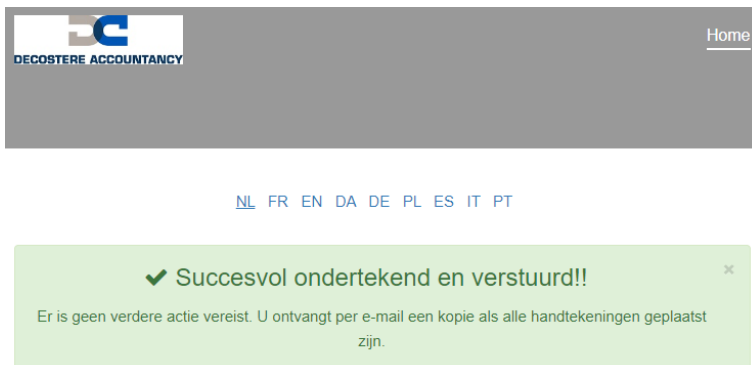 DC
DECOSTERE ACCOUNTANCY
Home
NL FR EN DA DE PL ES IT PT
✔ Succesvol ondertekend en verstuurd!! ×
Er is geen verdere actie vereist. U ontvangt per e-mail een kopie als alle handtekeningen geplaatst
zijn.